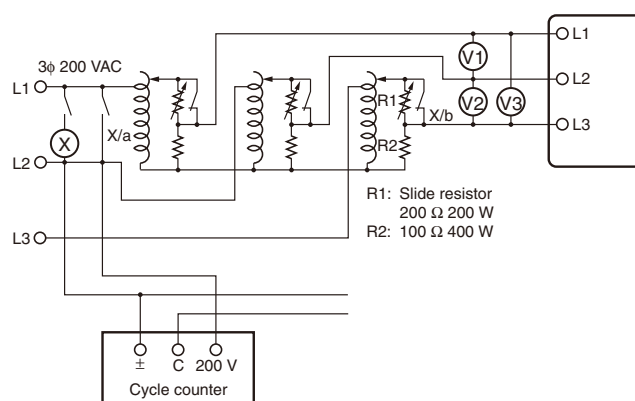 3ϕ 200 VAC
L1
L2
L3
X
X/a
R1
R2
X/b
V1
V2
V3
L1
L2
L3
R1: Slide resistor
200 Ω 200 W
R2: 100 Ω 400 W
± C 200 V
Cycle counter